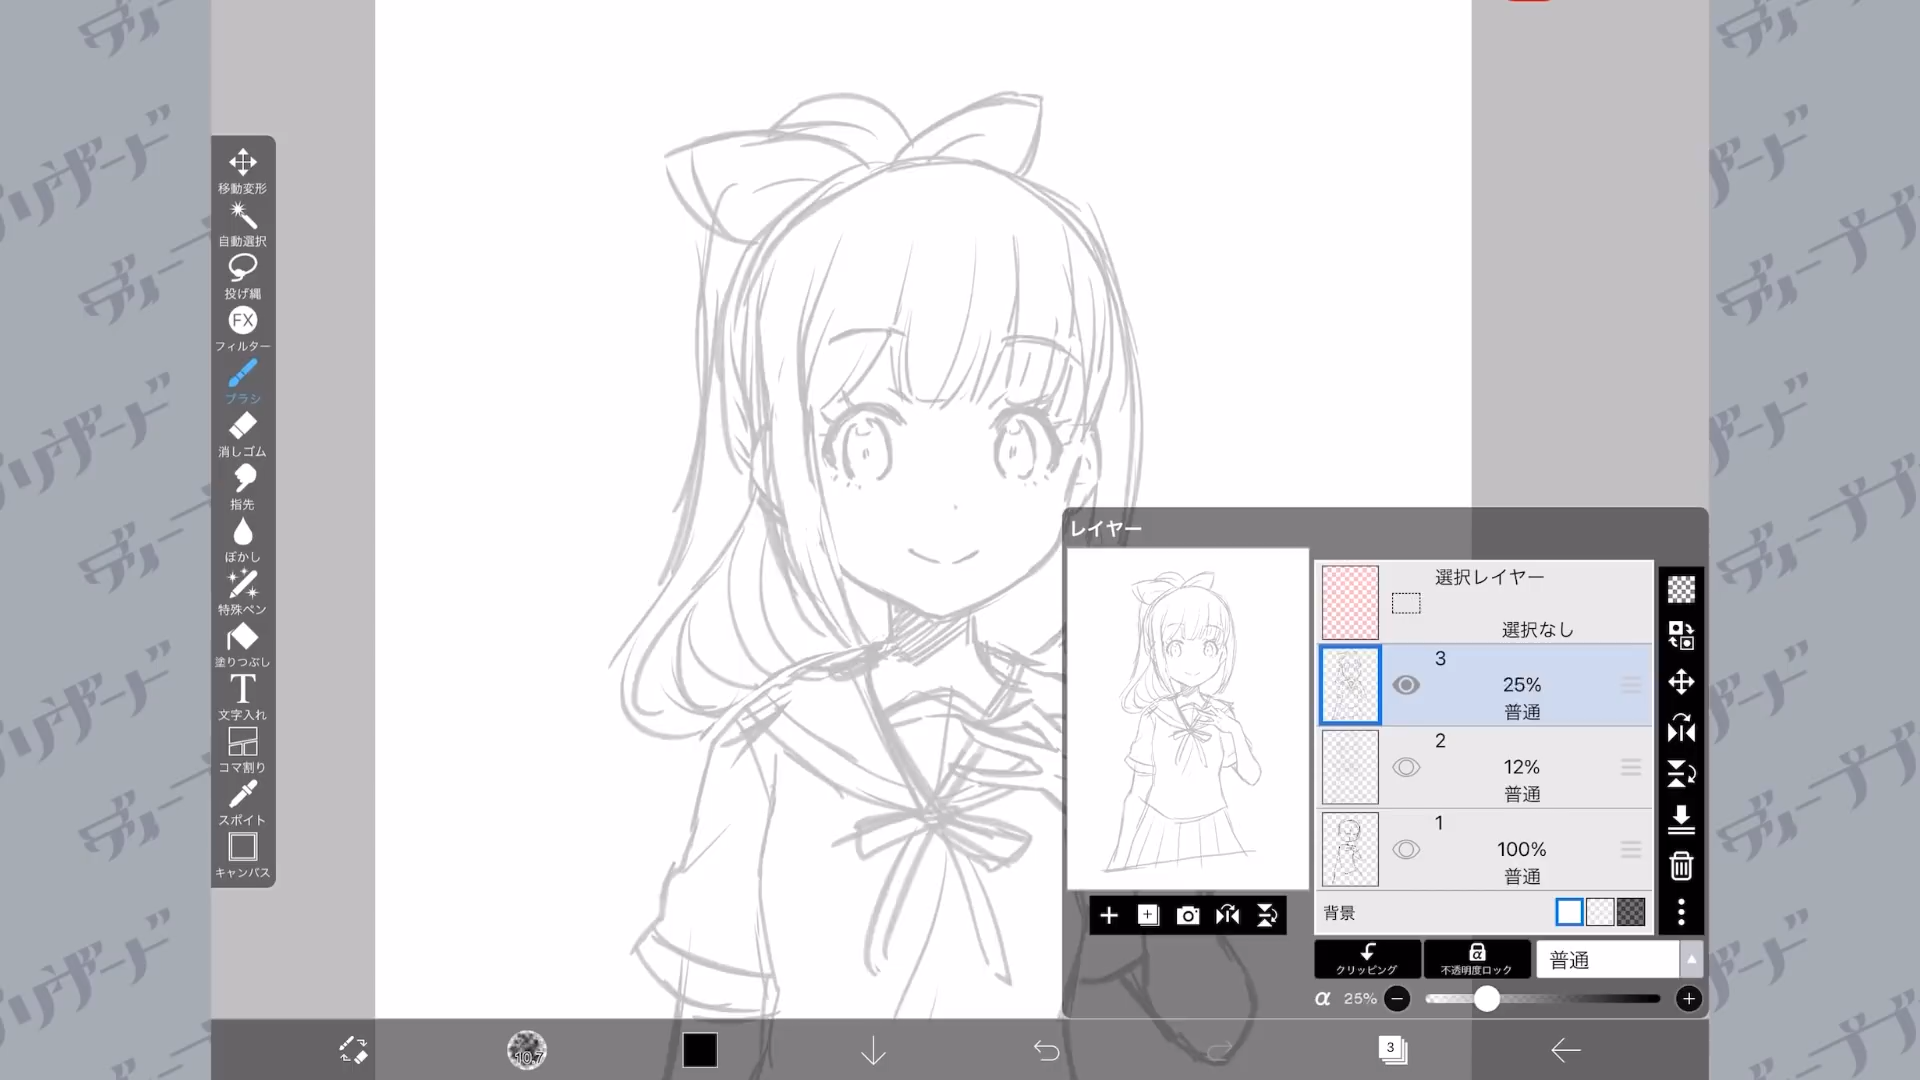 移動変形
自動選択
投げ縄
FX
フィルター
ブラシ
消しゴム
指先
ぼかし
特殊ペン
塗りつぶし
T
文字入れ
コマ割り
スポイト
キャンバス
レイヤー
選択レイヤー
選択なし
3
25%
普通
2
12%
普通
1
100%
普通
背景
クリッピング
α
不透明度ロック
普通
α 25%
10.7
3